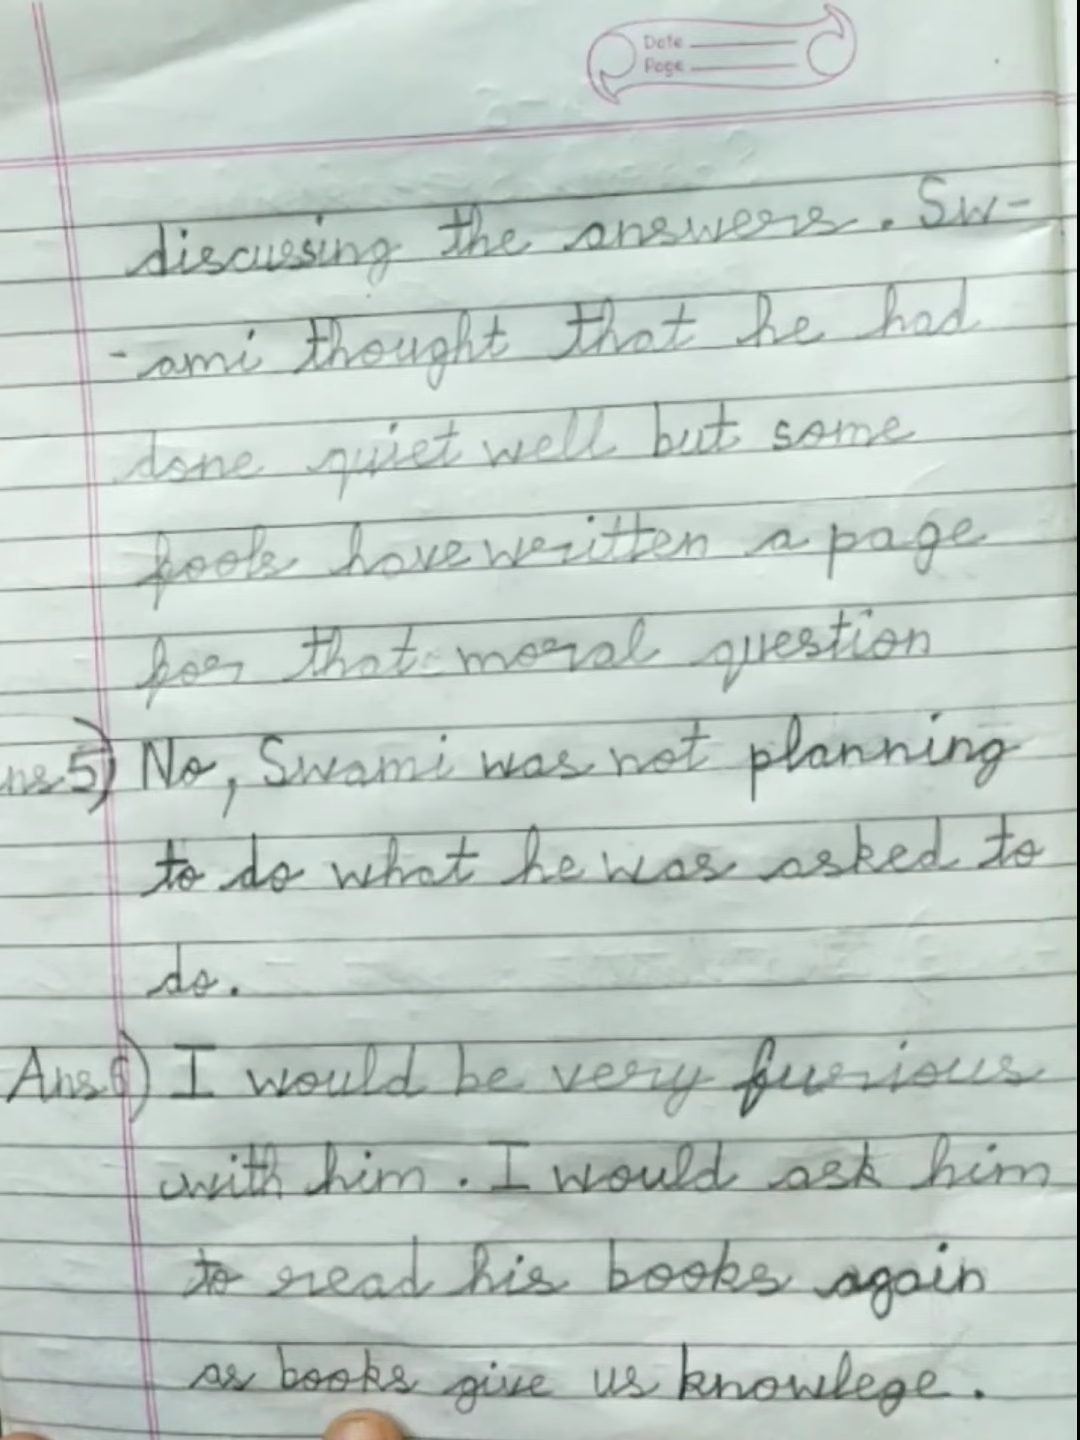 Date
Page
discussing the answers. Sw-
-ami thought that he had
done quiet well but some
fools have written a page
for that moral question
ns 5) No, Swami was not planning
to do what he was asked to
do.
Ans 6) I would be very furious
with him. I would ask him
to read his books again
as books give us knowlege.